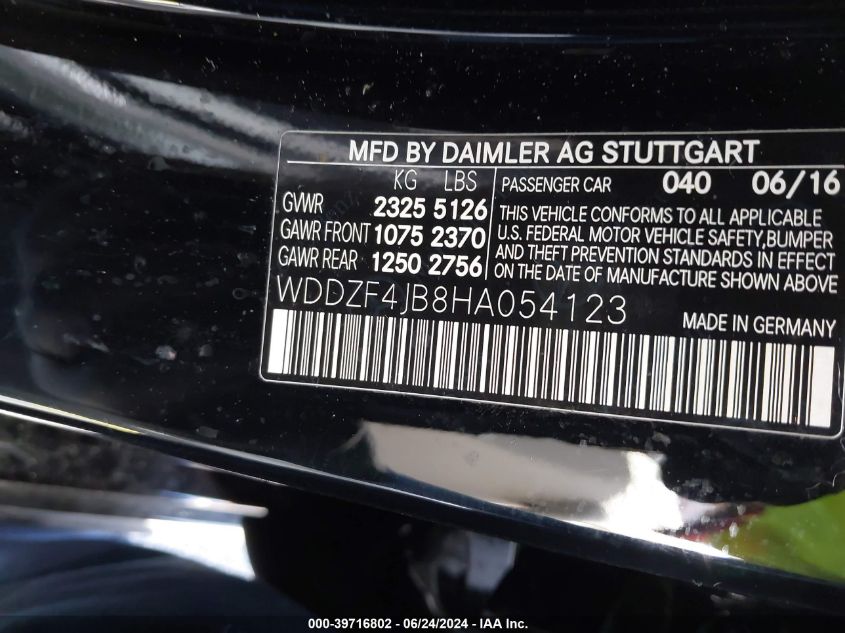 MFD BY DAIMLER AG STUTTGART
KG LBS
GVWR 2325 5126
GAWR FRONT 1075 2370
GAWR REAR 1250 2756
PASSENGER CAR 040 06/16
THIS VEHICLE CONFORMS TO ALL APPLICABLE
U.S. FEDERAL MOTOR VEHICLE SAFETY,BUMPER
AND THEFT PREVENTION STANDARDS IN EFFECT
ON THE DATE OF MANUFACTURE SHOWN ABOVE
WDDZF4JB8HA054123
MADE IN GERMANY
000-39716802 - 06/24/2024 - IAA Inc.